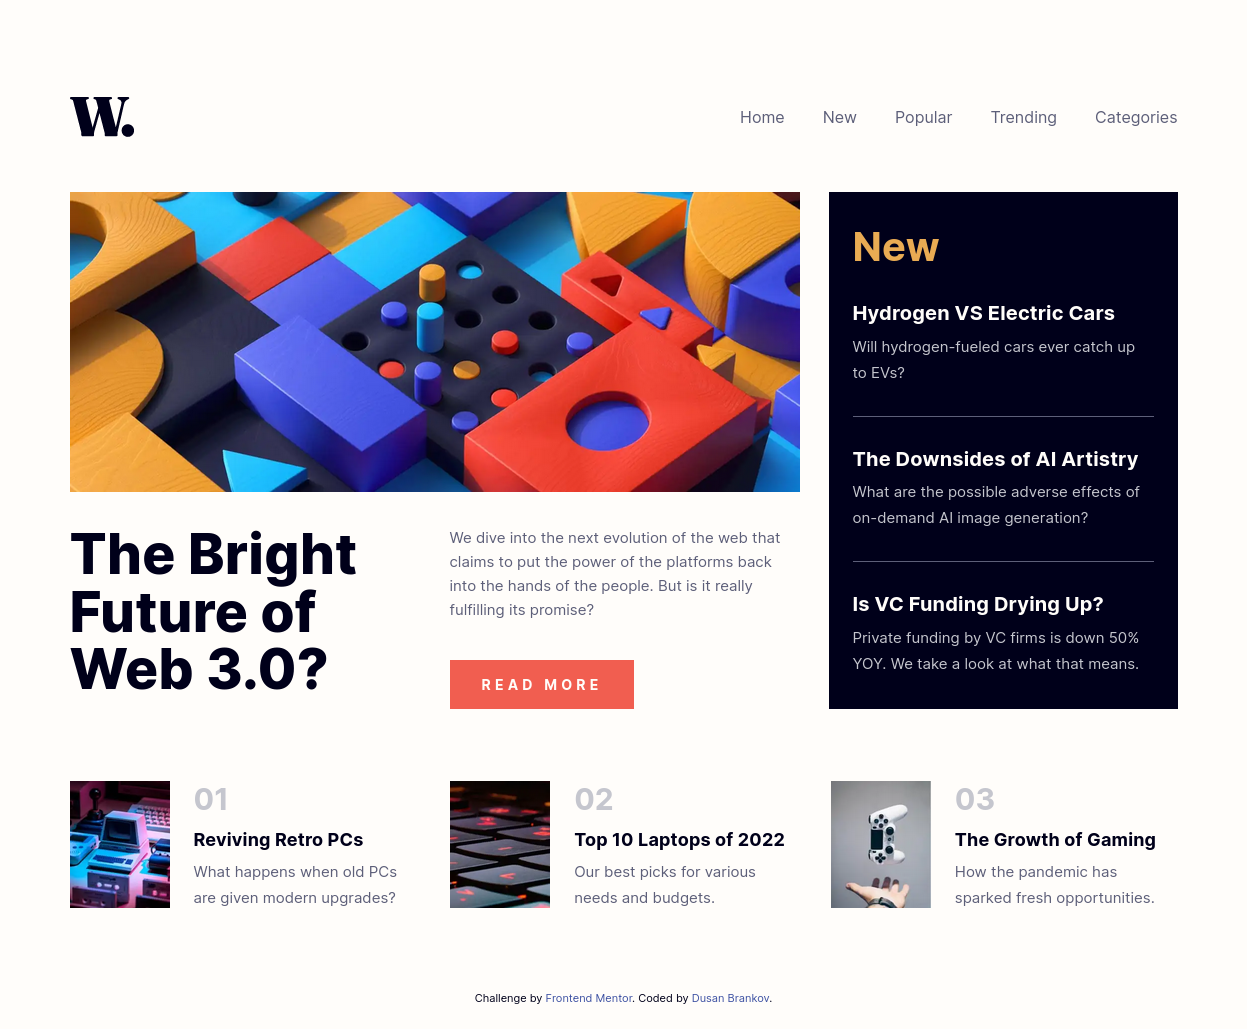 W.
Home New Popular Trending Categories
New
Hydrogen VS Electric Cars
Will hydrogen-fueled cars ever catch up
to EVs?
The Downsides of AI Artistry
What are the possible adverse effects of
on-demand AI image generation?
Is VC Funding Drying Up?
Private funding by VC firms is down 50%
YOY. We take a look at what that means.
The Bright
Future of
Web 3.0?
We dive into the next evolution of the web that
claims to put the power of the platforms back
into the hands of the people. But is it really
fulfilling its promise?
READ MORE
01
Reviving Retro PCs
What happens when old PCs
are given modern upgrades?
02
Top 10 Laptops of 2022
Our best picks for various
needs and budgets.
03
The Growth of Gaming
How the pandemic has
sparked fresh opportunities.
Challenge by Frontend Mentor. Coded by Dusan Brankov.